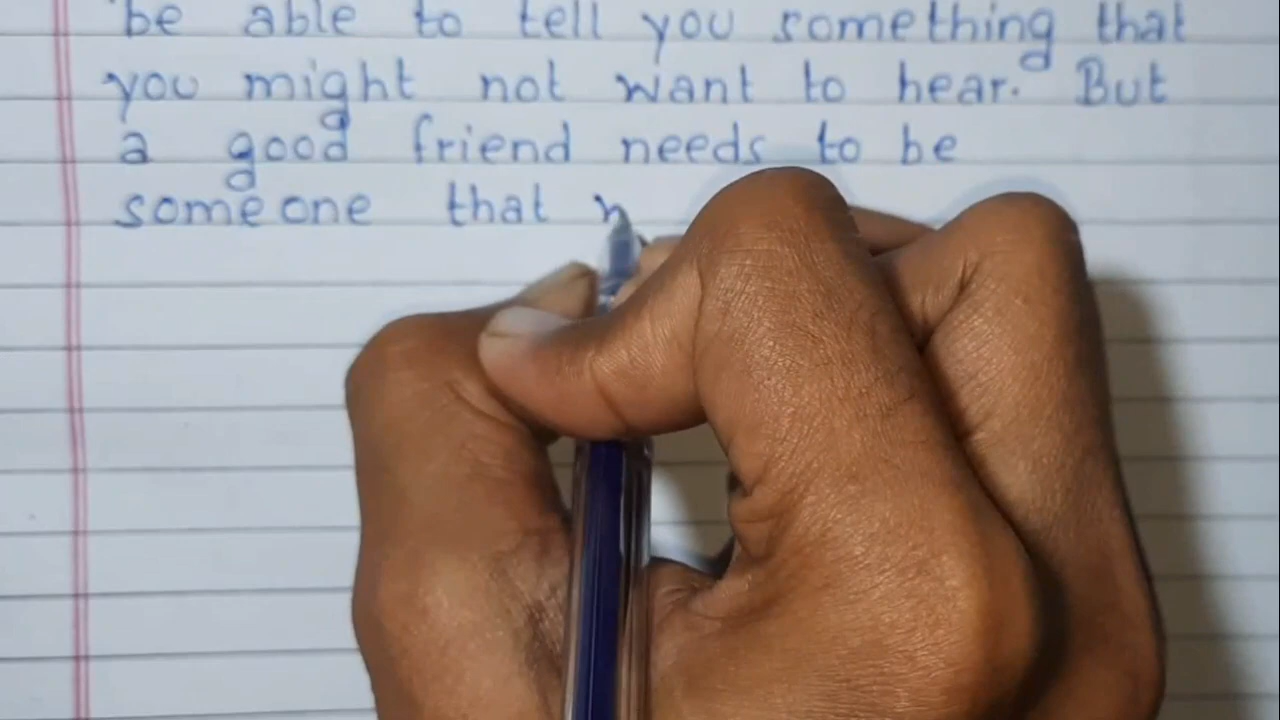 be able to tell you something that
you might not want to hear. But
a good friend needs to be
someone that